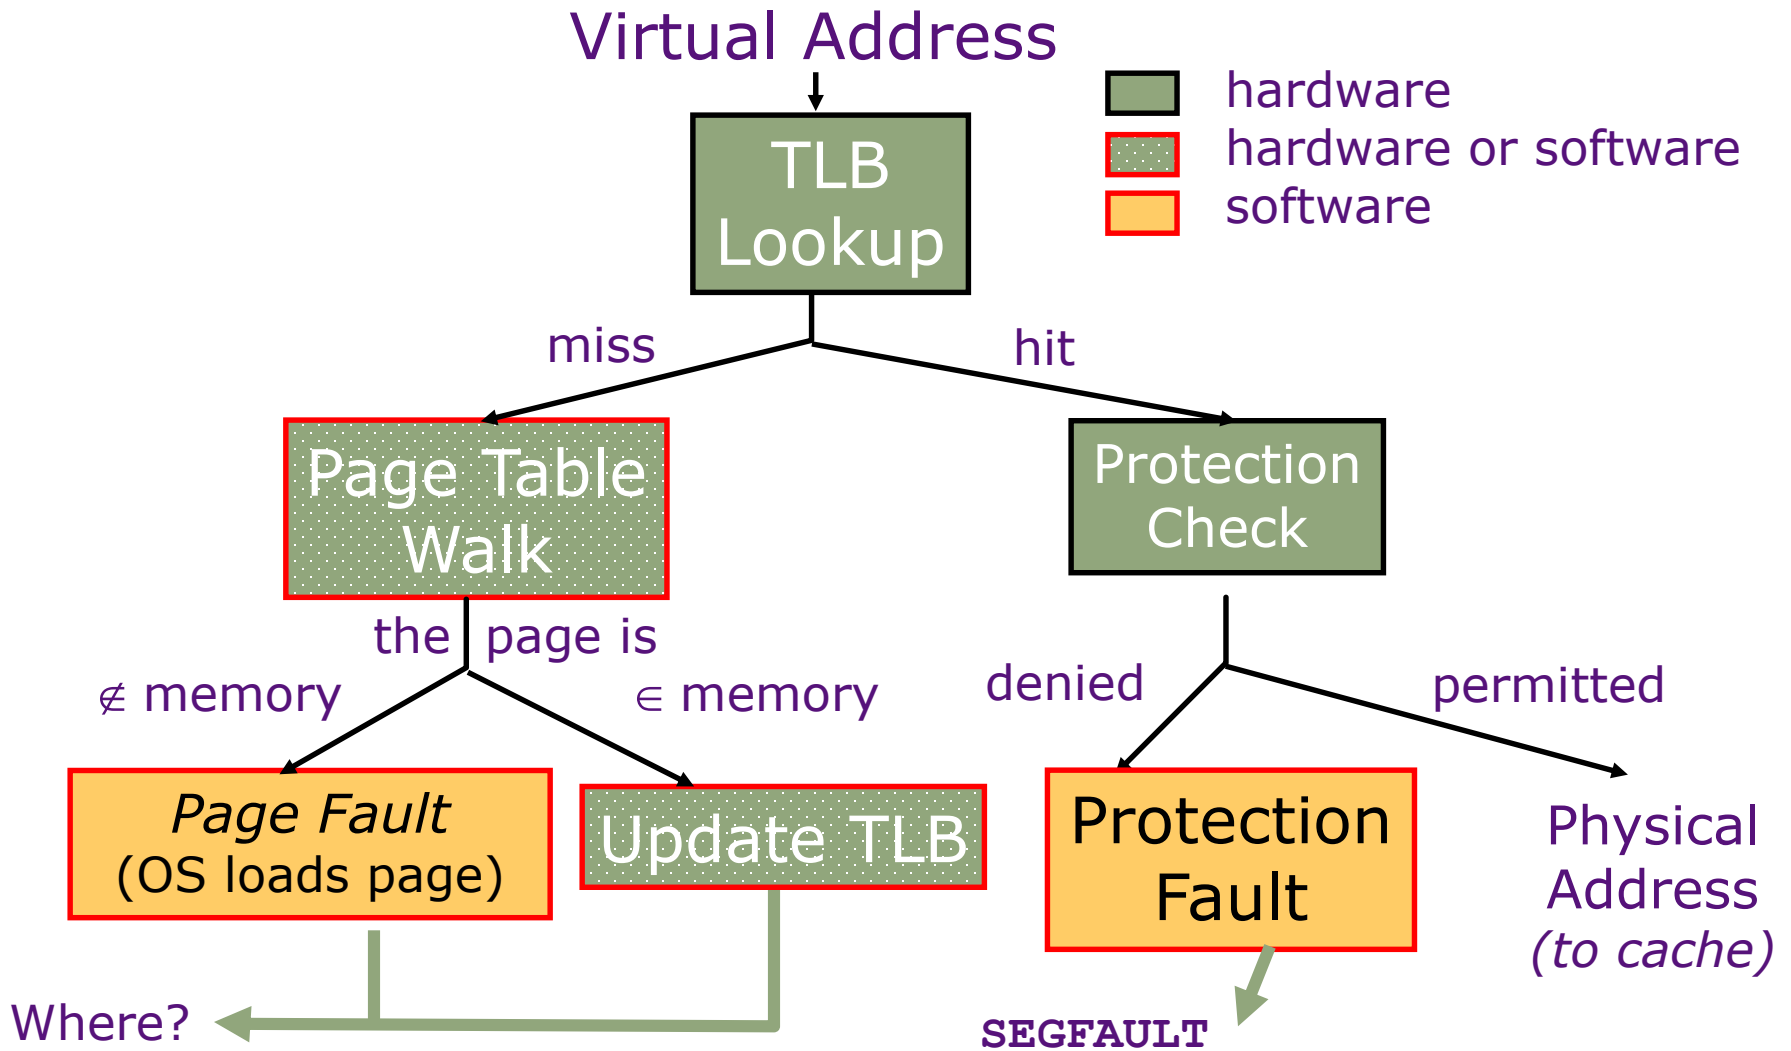 Virtual Address
hardware
hardware or software
software
TLB
Lookup
miss
hit
Page Table
Walk
Protection
Check
the page is
∉ memory
∈ memory
denied
permitted
Page Fault
(OS loads page)
Update TLB
Protection
Fault
Physical
Address
(to cache)
Where?
SEGFAULT